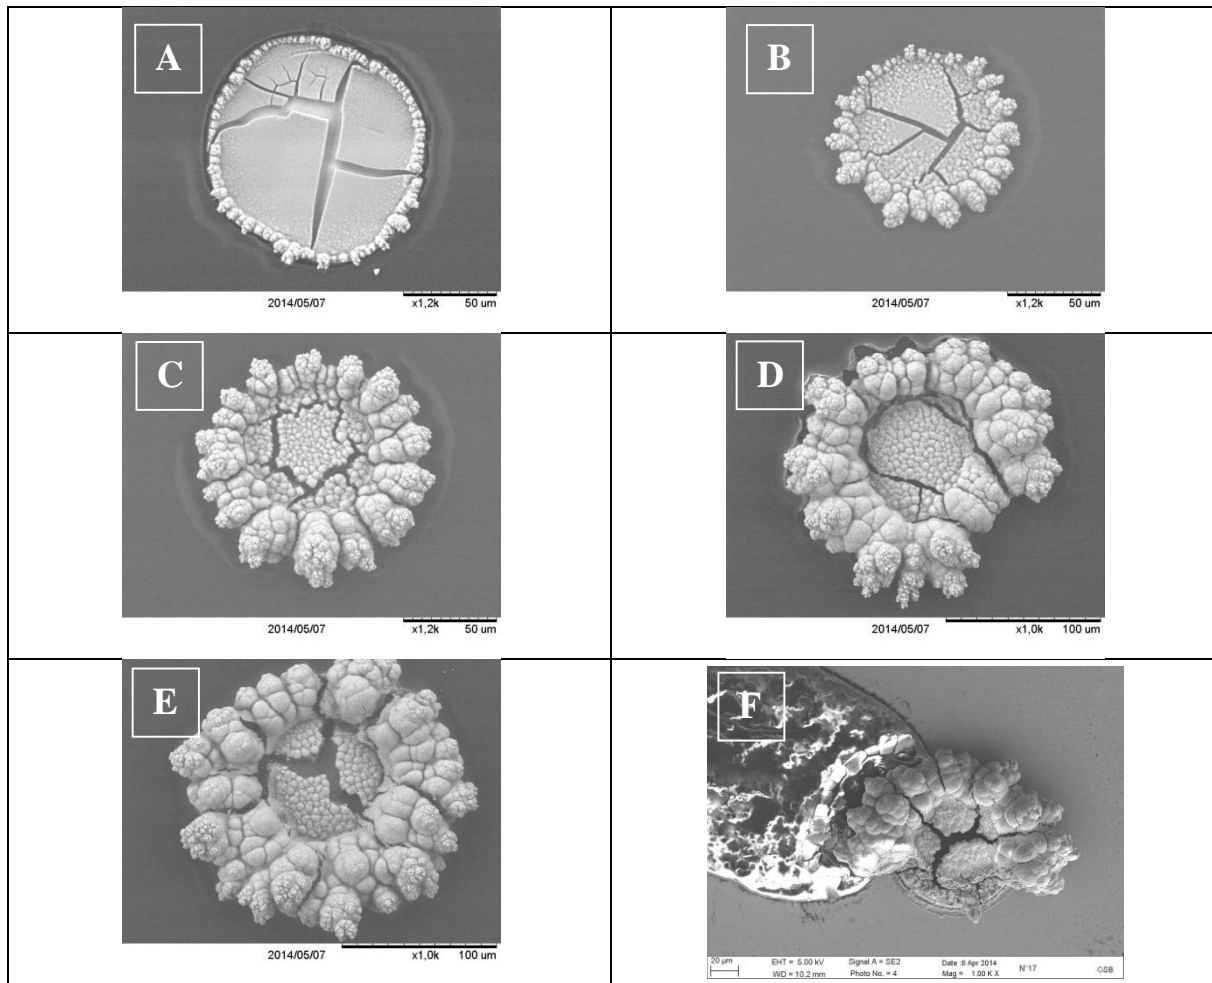 A
2014/05/07 x1,2k 50 um
B
2014/05/07 x1,2k 50 um
C
2014/05/07 x1,2k 50 um
D
2014/05/07 x1,0k 100 um
E
2014/05/07 x1,0k 100 um
F
20 µm EHT = 5.00 kV Signal A = SE2 Date :8 Apr 2014 N°17 ©SB
WD = 10.2 mm Photo No. = 4 Mag = 1.00 K X